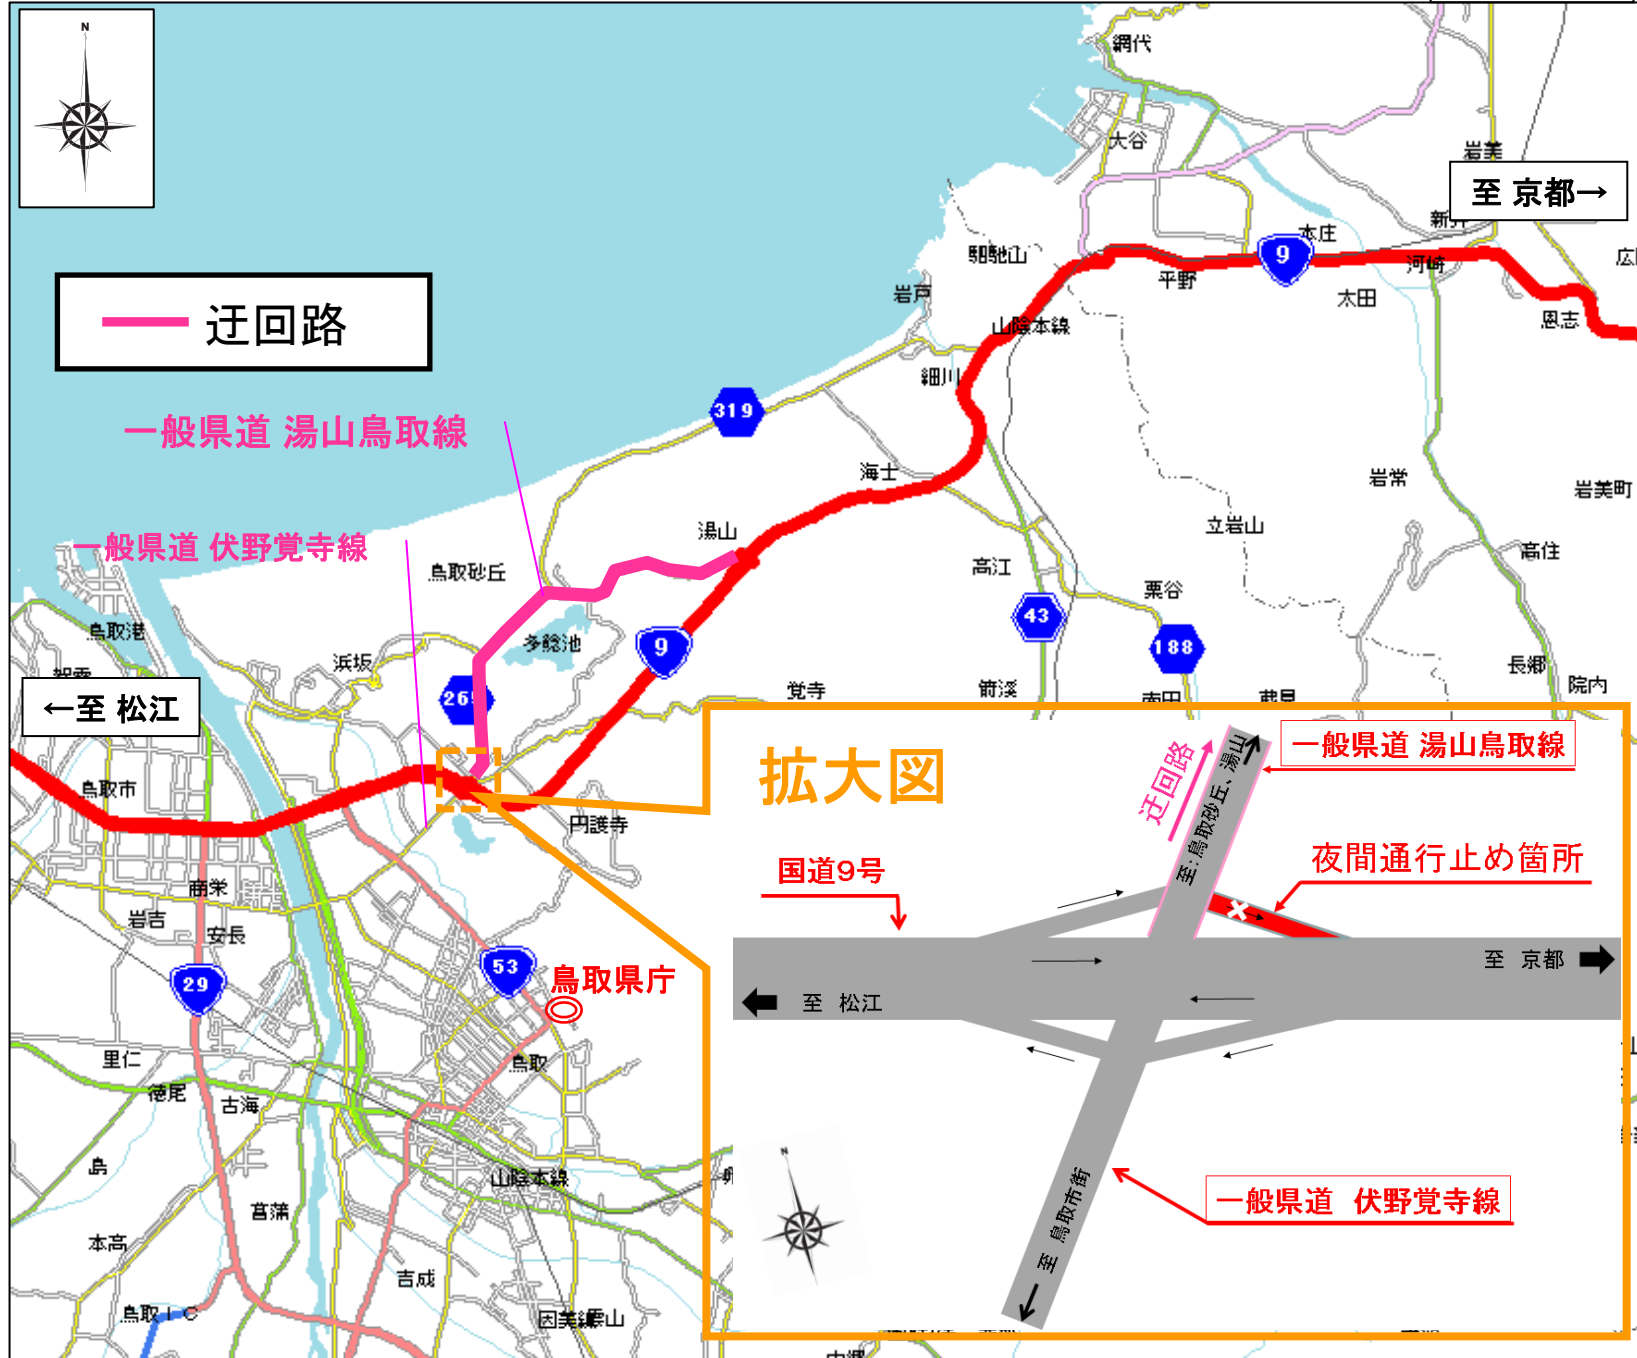 N
網代
大谷
岩美
至 京都→
新井
本庄
9
駟馳山
平野
河崎
太田
恩志
岩戸
山陰本線
迂回路
細川
319
一般県道 湯山鳥取線
海士
岩常
岩美町
湯山
立岩山
一般県道 伏野覚寺線
鳥取砂丘
高住
高江
栗谷
43
鳥取港
多鯰池
9
188
浜坂
長郷
←至 松江
覚寺
箭渓
院内
鳥取市
円護寺
商栄
岩吉
安長
29
53
鳥取県庁
里仁
鳥取
徳尾
古海
島
山陰本線
菖蒲
本高
吉成
鳥取IC
因美線
雲山
拡大図
一般県道 湯山鳥取線
迂回路
至:鳥取砂丘、湯山
夜間通行止め箇所
国道9号
至 京都
至 松江
N
一般県道 伏野覚寺線
至 鳥取市街